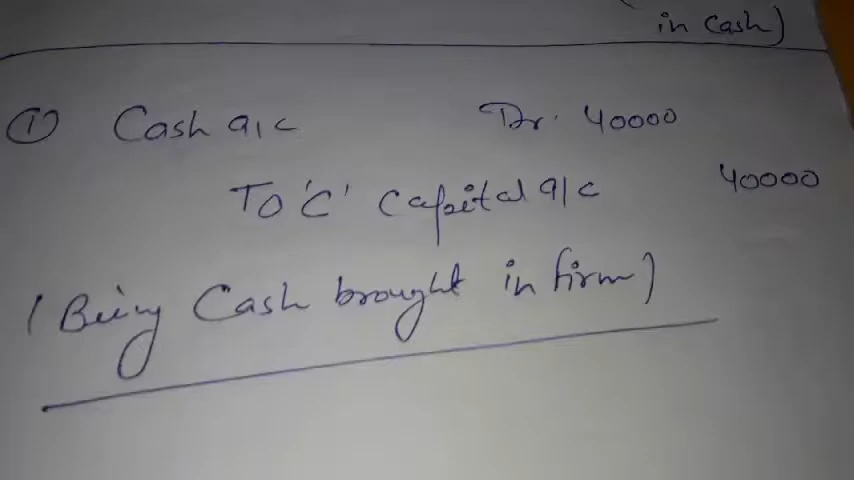 in cash)
① Cash a/c Dr. 40000
To 'C' Capital a/c 40000
(Being Cash brought in firm)